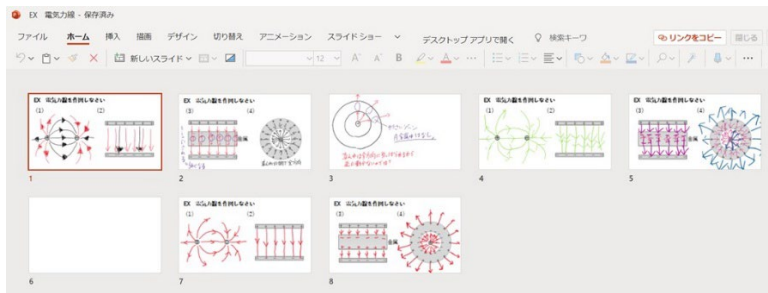 EX 電気力線 - 保存済み
ファイル ホーム 挿入 描画 デザイン 切り替え アニメーション スライド ショー デスクトップ アプリで開く 検索キーワ リンクをコピー 閉じる
新しいスライド 12 A A B A
EX 電気力線を作図しなさい
(1) (2)
1
EX 電気力線を作図しなさい
(3) (4)
金属
2
3
EX 電気力線を作図しなさい
(1) (2)
4
EX 電気力線を作図しなさい
(3) (4)
金属
5
6
EX 電気力線を作図しなさい
(1) (2)
7
EX 電気力線を作図しなさい
(3) (4)
金属
8